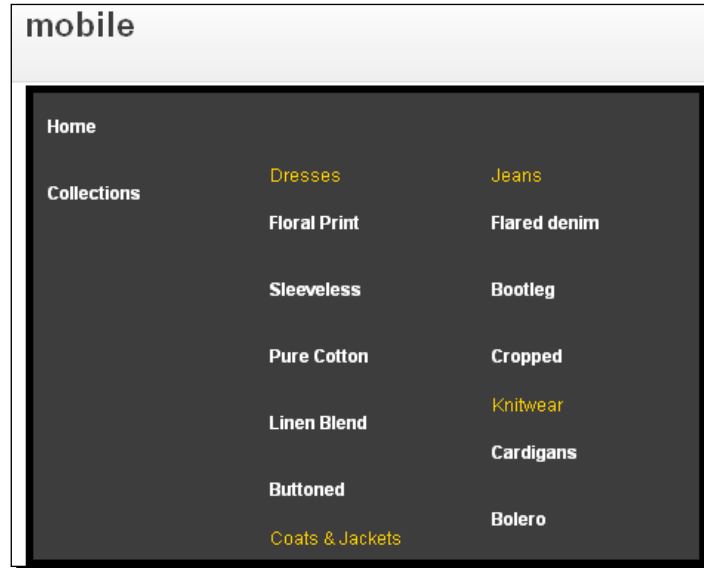 mobile
Home
Collections
Dresses
Floral Print
Sleeveless
Pure Cotton
Linen Blend
Buttoned
Coats & Jackets
Jeans
Flared denim
Bootleg
Cropped
Knitwear
Cardigans
Bolero